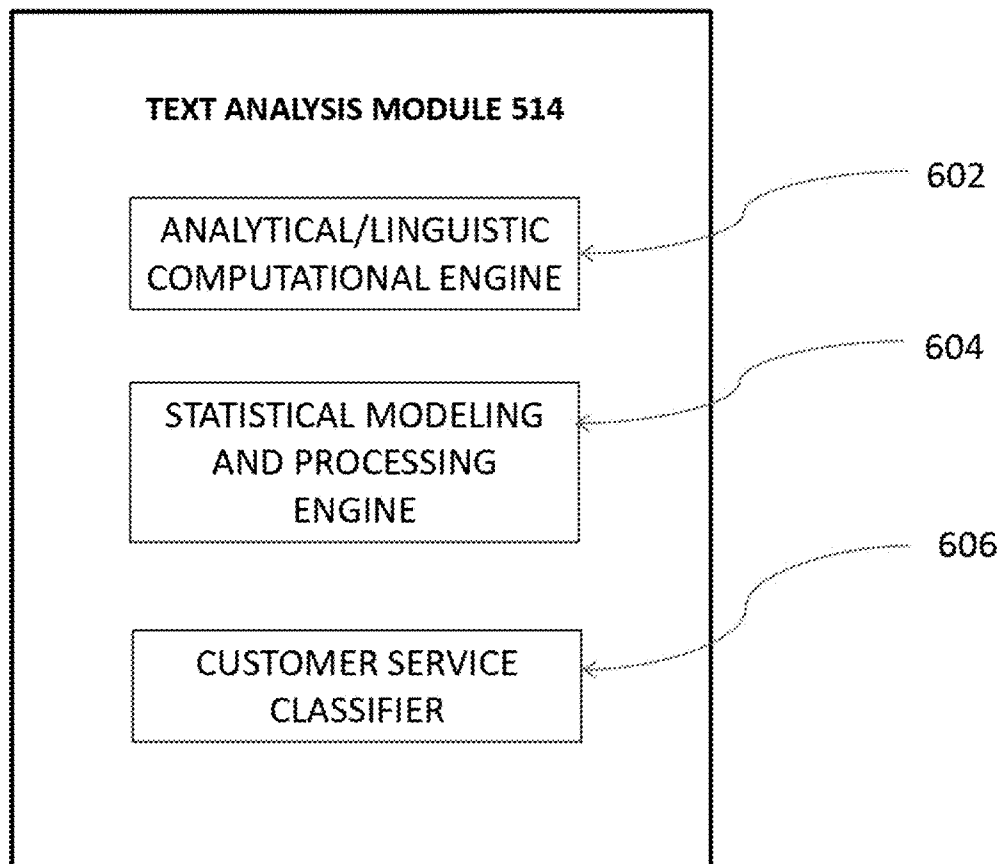 TEXT ANALYSIS MODULE 514
602
ANALYTICAL/LINGUISTIC
COMPUTATIONAL ENGINE
604
STATISTICAL MODELING
AND PROCESSING
ENGINE
606
CUSTOMER SERVICE
CLASSIFIER